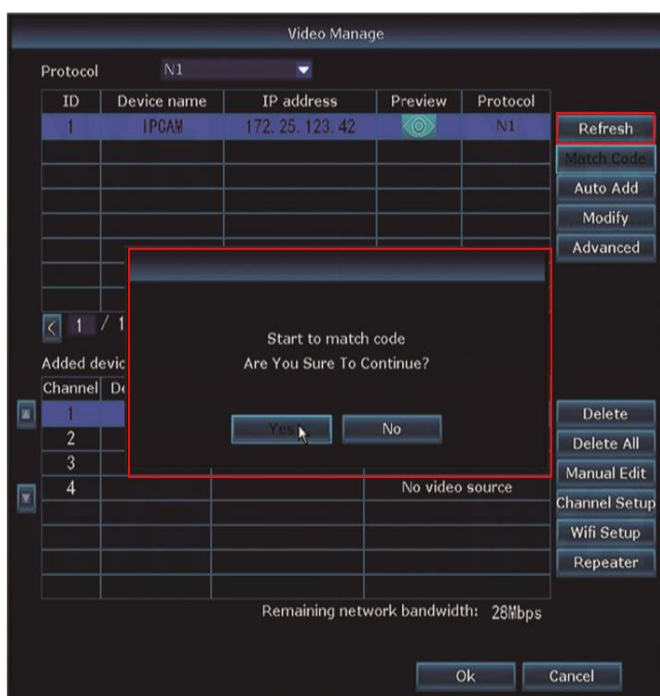 Video Manage
Protocol N1
ID Device name IP address Preview Protocol
1 IPCAM 172. 25. 123. 42 N1
Refresh
Match Code
Auto Add
Modify
Advanced
< 1 / 1
Start to match code
Are You Sure To Continue?
Yes No
Added devic
Channel De
1
2
3
4 No video source
Delete
Delete All
Manual Edit
Channel Setup
Wifi Setup
Repeater
Remaining network bandwidth: 28Mbps
Ok Cancel